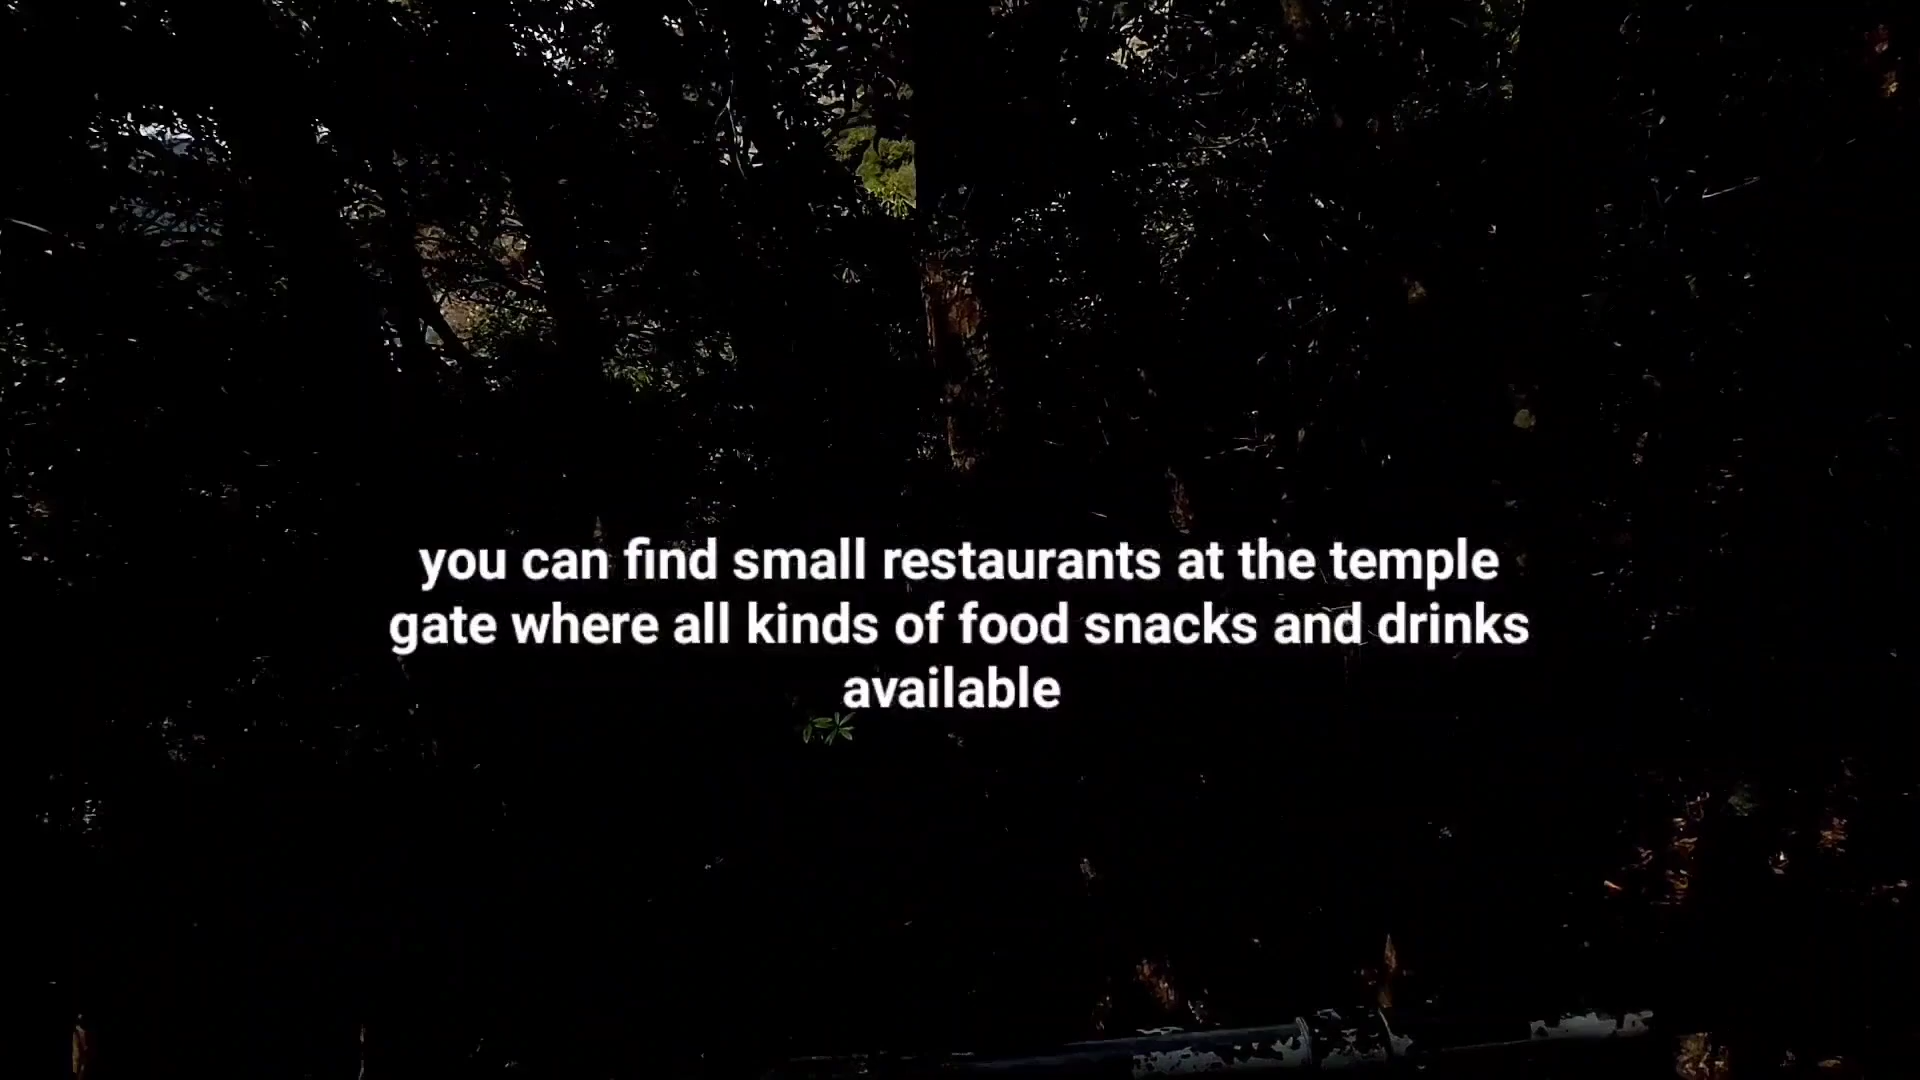 you can find small restaurants at the temple
gate where all kinds of food snacks and drinks
available